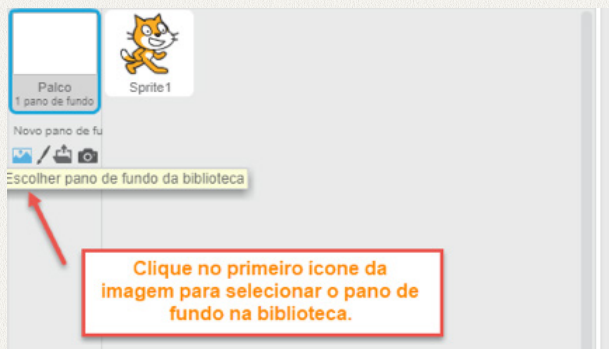 Palco
1 pano de fundo
Sprite1
Novo pano de fu
Escolher pano de fundo da biblioteca
Clique no primeiro ícone da
imagem para selecionar o pano de
fundo na biblioteca.